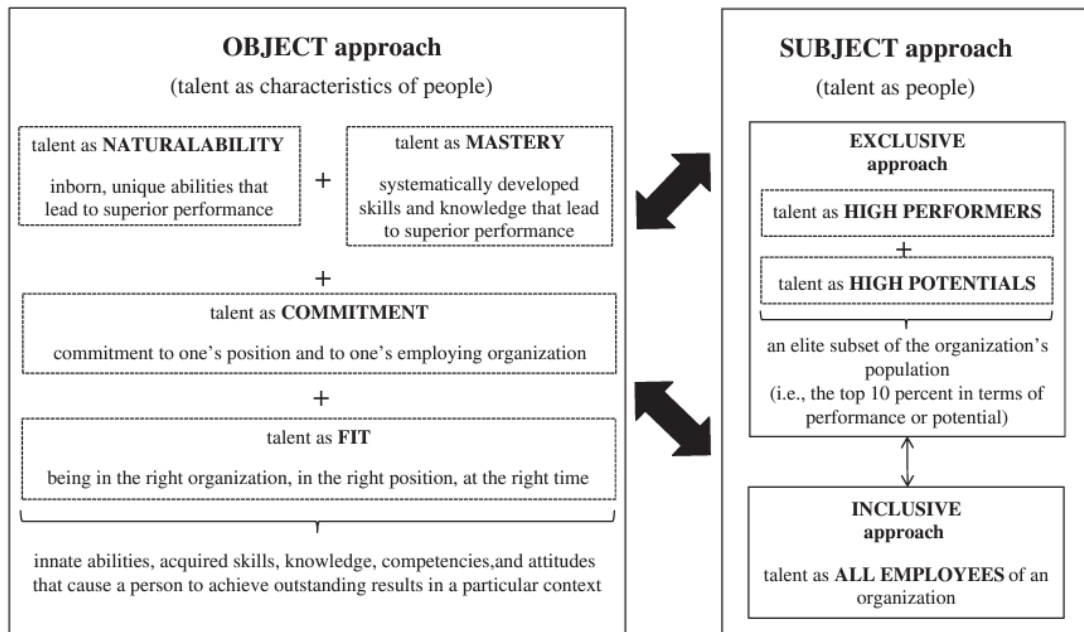 OBJECT approach
(talent as characteristics of people)
talent as NATURALABILITY
inborn, unique abilities that
lead to superior performance
+
talent as MASTERY
systematically developed
skills and knowledge that lead
to superior performance
+
talent as COMMITMENT
commitment to one's position and to one's employing organization
+
talent as FIT
being in the right organization, in the right position, at the right time
innate abilities, acquired skills, knowledge, competencies,and attitudes
that cause a person to achieve outstanding results in a particular context
SUBJECT approach
(talent as people)
EXCLUSIVE
approach
talent as HIGH PERFORMERS
+
talent as HIGH POTENTIALS
an elite subset of the organization's
population
(i.e., the top 10 percent in terms of
performance or potential)
INCLUSIVE
approach
talent as ALL EMPLOYEES of an
organization